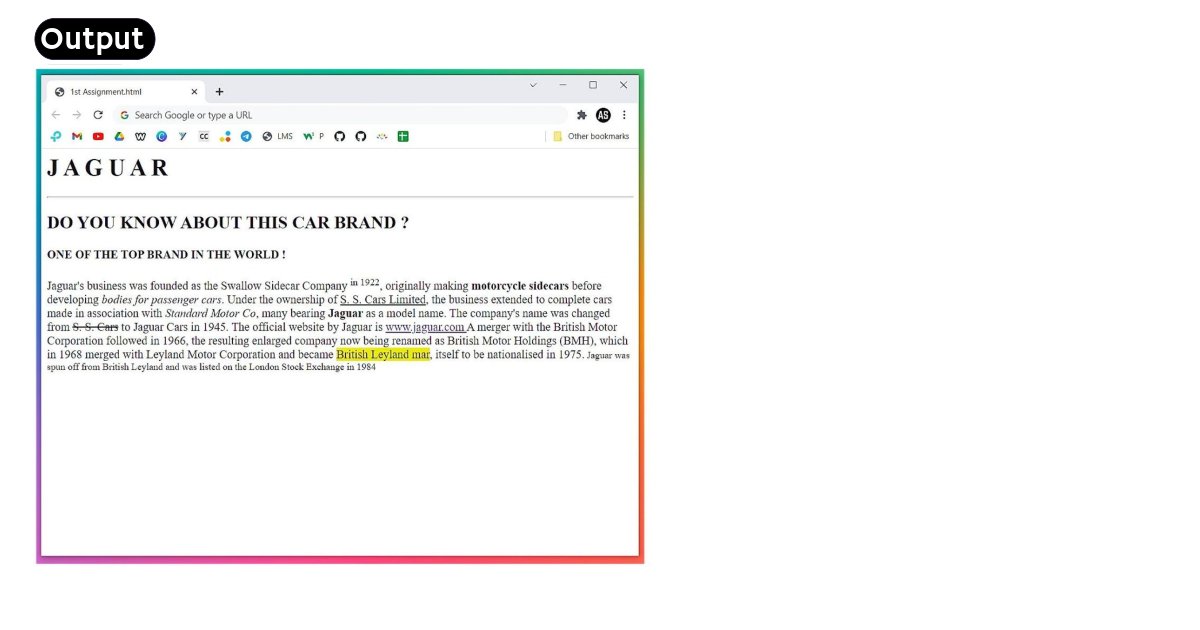 Output
1st Assignment.html
Search Google or type a URL
AS
CC
LMS
P
Other bookmarks
J A G U A R
DO YOU KNOW ABOUT THIS CAR BRAND ?
ONE OF THE TOP BRAND IN THE WORLD !
Jaguar's business was founded as the Swallow Sidecar Company in 1922, originally making motorcycle sidecars before
developing bodies for passenger cars. Under the ownership of S. S. Cars Limited, the business extended to complete cars
made in association with Standard Motor Co, many bearing Jaguar as a model name. The company's name was changed
from S. S. Cars to Jaguar Cars in 1945. The official website by Jaguar is www.jaguar.com A merger with the British Motor
Corporation followed in 1966, the resulting enlarged company now being renamed as British Motor Holdings (BMH), which
in 1968 merged with Leyland Motor Corporation and became British Leyland mar, itself to be nationalised in 1975. Jaguar was
spun off from British Leyland and was listed on the London Stock Exchange in 1984